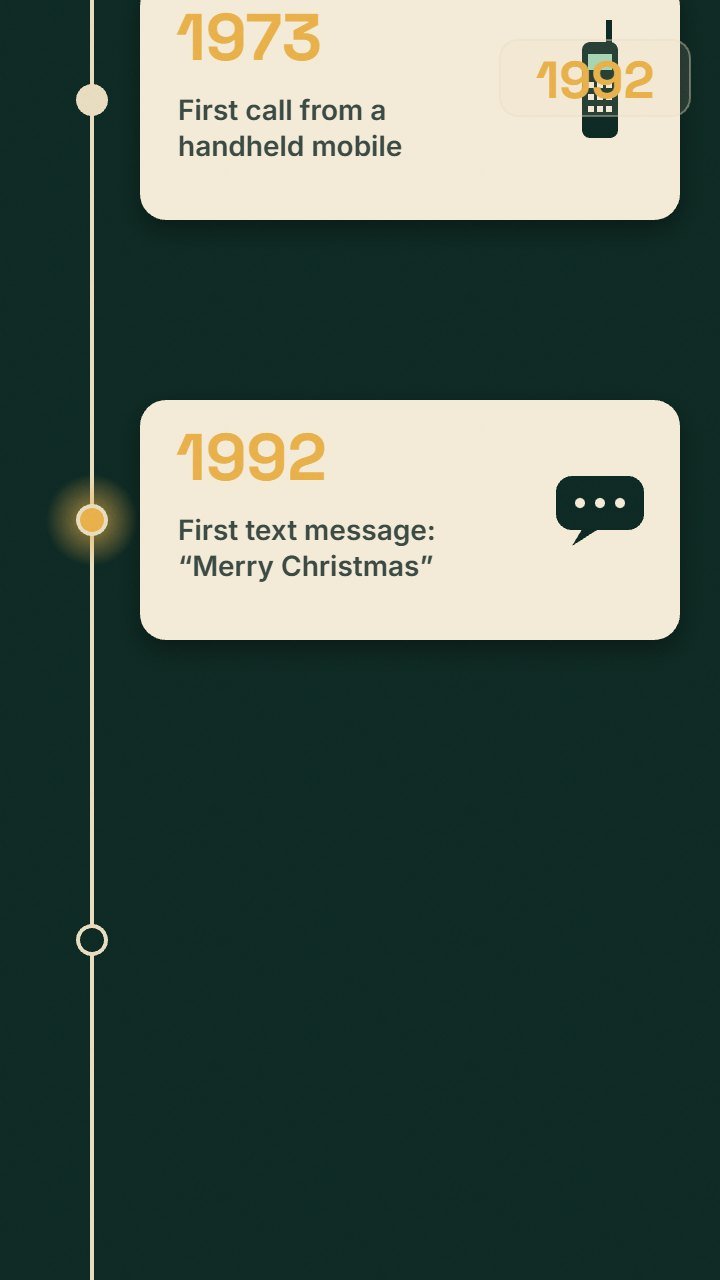 1973
1992
First call from a
handheld mobile
1992
First text message:
“Merry Christmas”